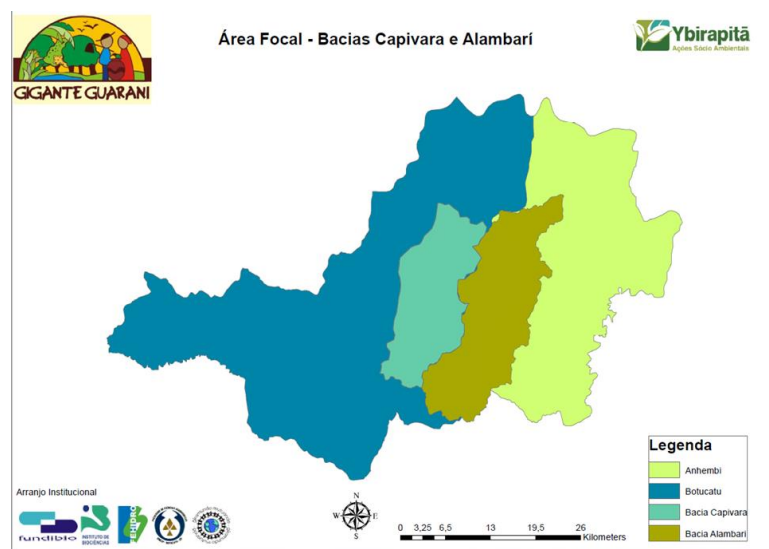 GIGANTE GUARANI
Área Focal - Bacias Capivara e Alambarí
Ybirapitã
Ações Sócio Ambientais
Legenda
Anhembi
Botucatu
Bacia Capivara
Bacia Alambari
Arranjo Institucional
fundibio
INSTITUTO DE
BIOCIÊNCIAS
FEHIDRO
N
W E
S
0 3,25 6,5 13 19,5 26
Kilometers